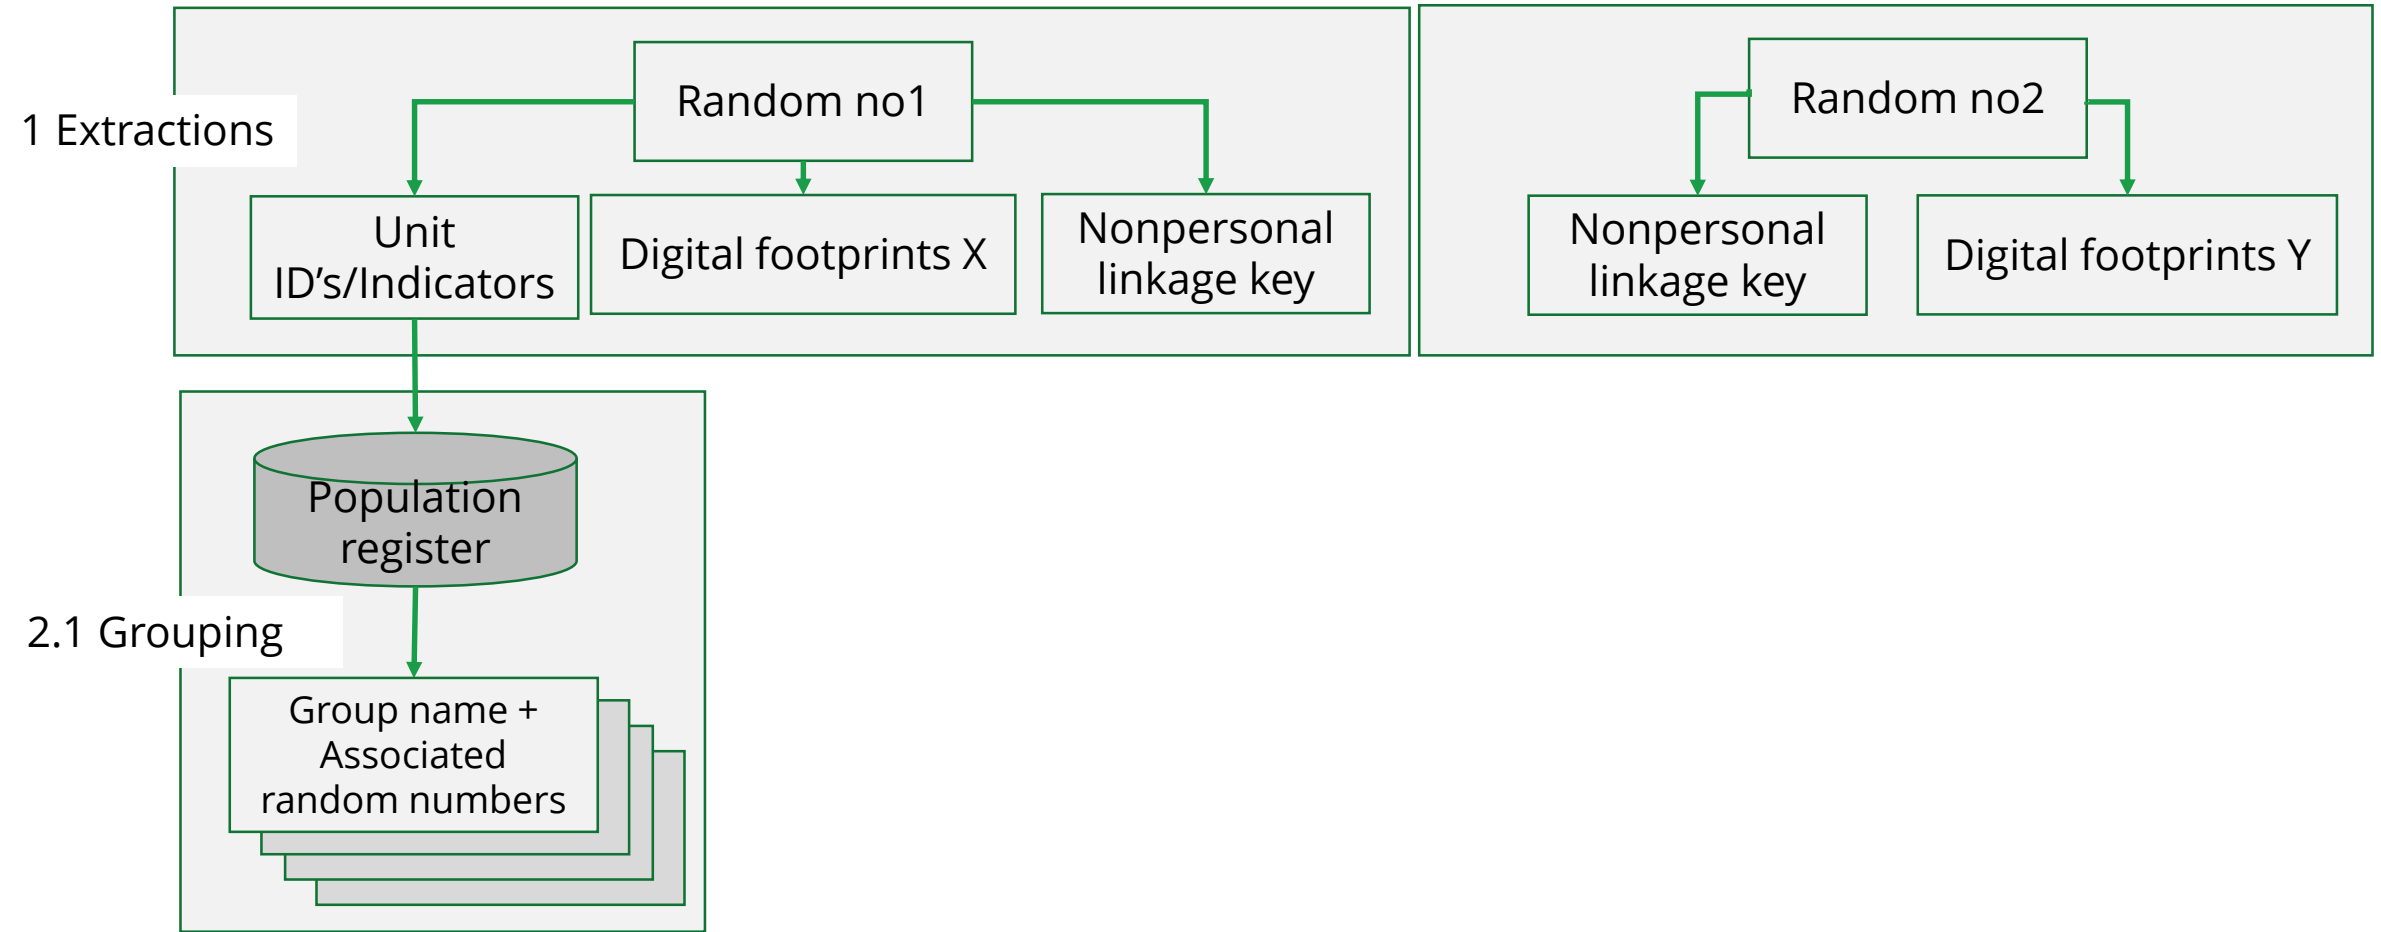 1 Extractions
Random no1
Unit
ID’s/Indicators
Digital footprints X
Nonpersonal
linkage key
Random no2
Nonpersonal
linkage key
Digital footprints Y
Population
register
2.1 Grouping
Group name +
Associated
random numbers